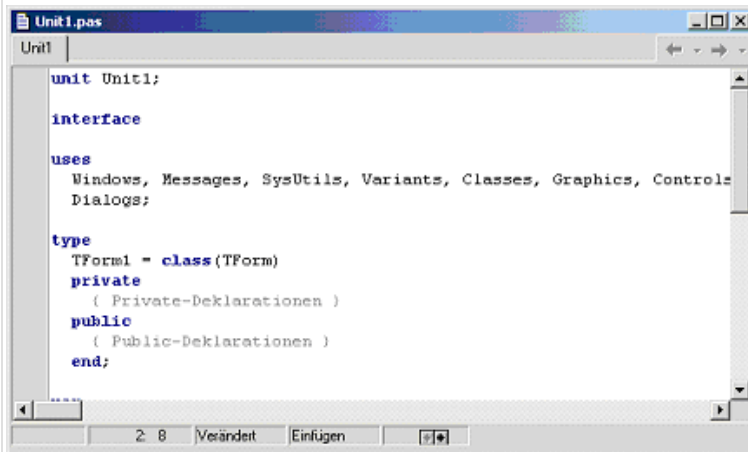 Unit1.pas
Unit1
unit Unit1;
interface
uses
Windows, Messages, SysUtils, Variants, Classes, Graphics, Controls
Dialogs;
type
TForm1 = class(TForm)
private
{ Private-Deklarationen }
public
{ Public-Deklarationen }
end;
2: 8 Verändert Einfügen